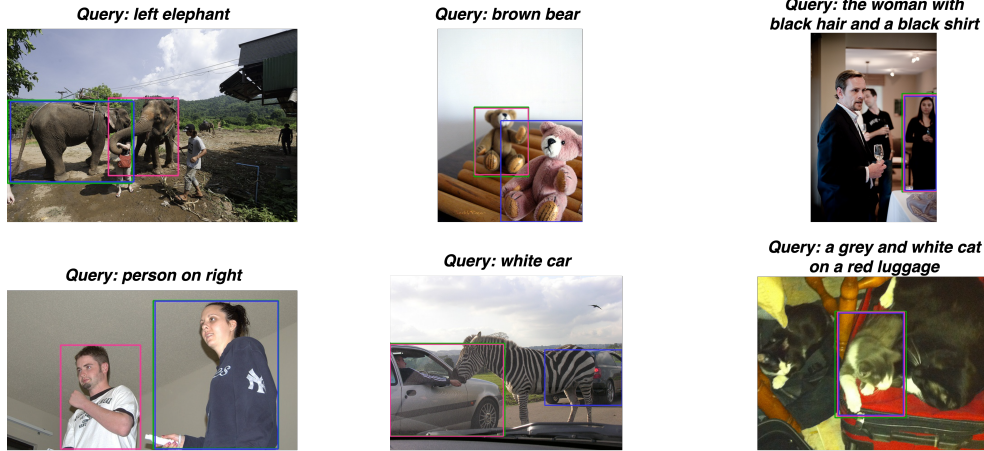 Query: left elephant
Query: brown bear
Query: the woman with
black hair and a black shirt
Query: person on right
Query: white car
Query: a grey and white cat
on a red luggage